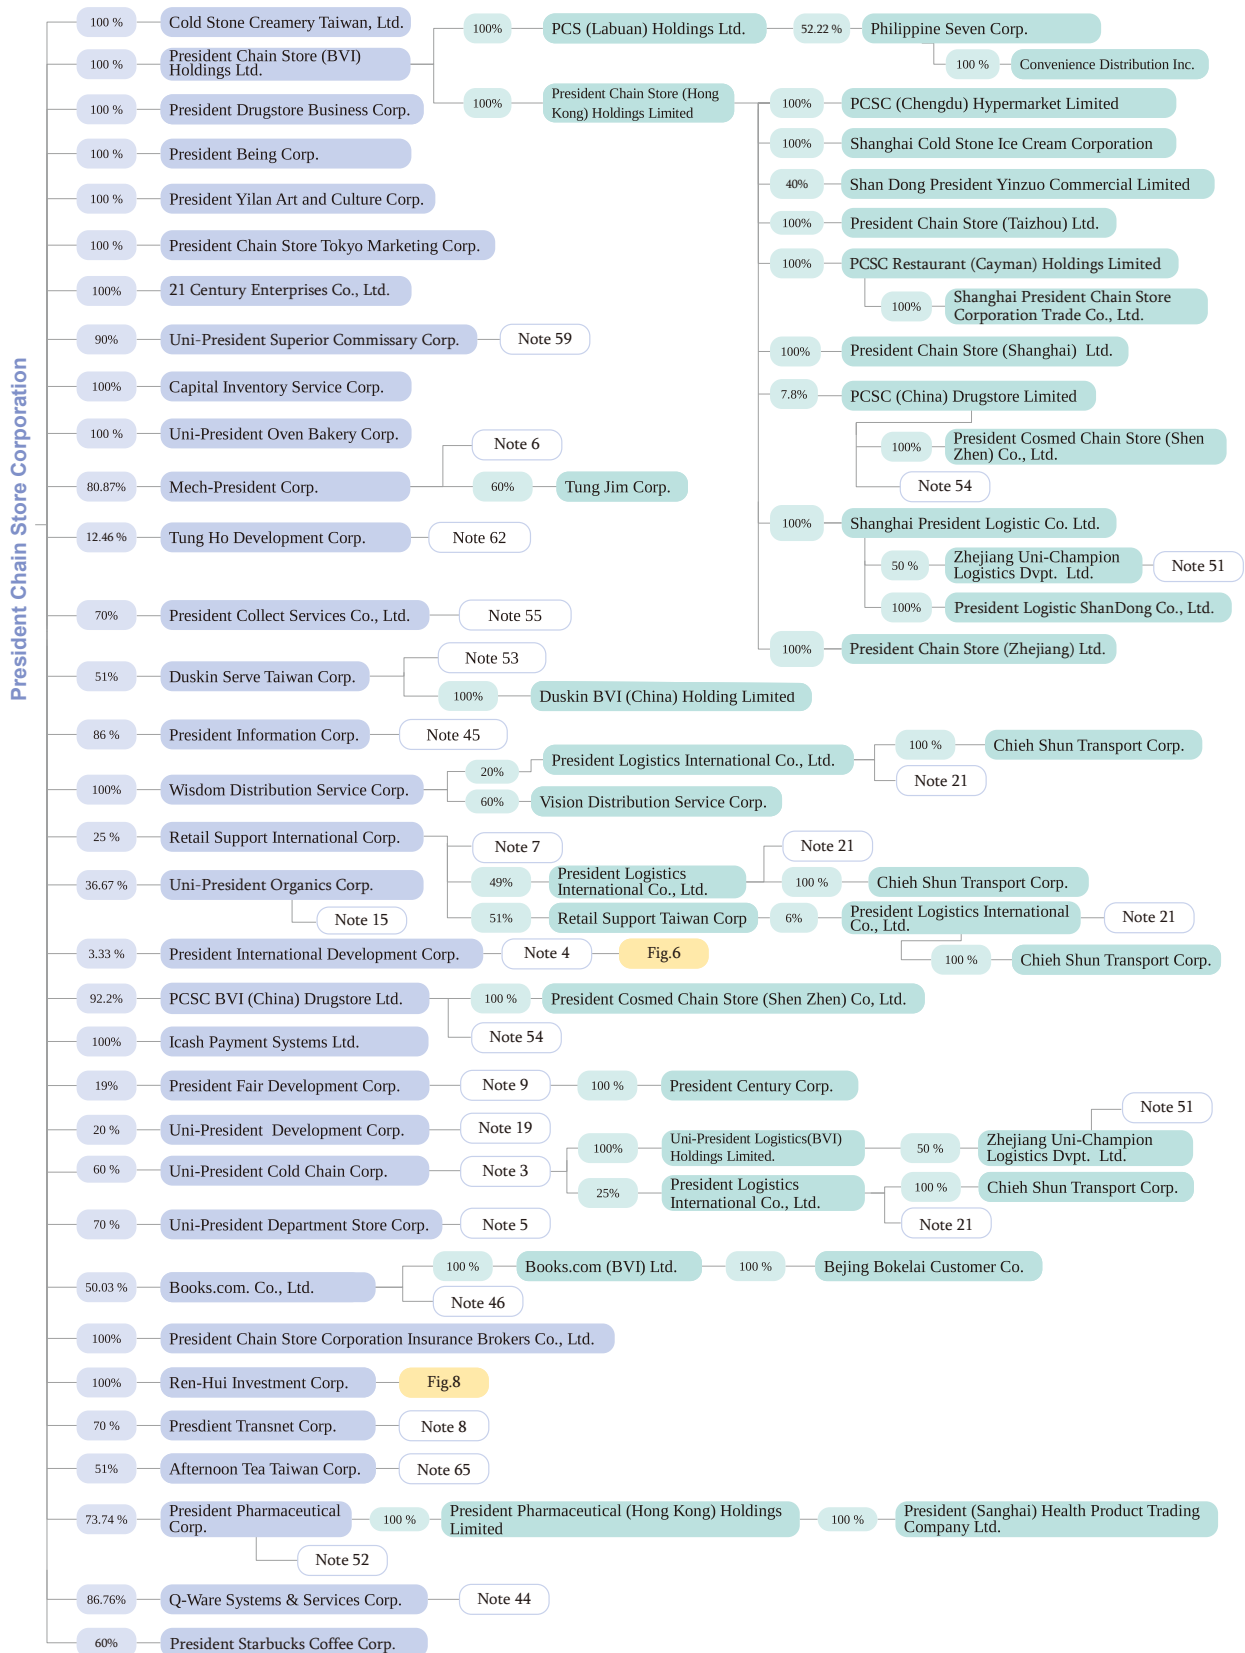 President Chain Store Corporation
100 %
Cold Stone Creamery Taiwan, Ltd.
100 %
President Chain Store (BVI)
Holdings Ltd.
100%
PCS (Labuan) Holdings Ltd.
52.22 %
Philippine Seven Corp.
100 %
Convenience Distribution Inc.
100%
President Chain Store (Hong
Kong) Holdings Limited
100%
PCSC (Chengdu) Hypermarket Limited
100%
Shanghai Cold Stone Ice Cream Corporation
40%
Shan Dong President Yinzuo Commercial Limited
100%
President Chain Store (Taizhou) Ltd.
100%
PCSC Restaurant (Cayman) Holdings Limited
100%
Shanghai President Chain Store
Corporation Trade Co., Ltd.
100%
President Chain Store (Shanghai) Ltd.
7.8%
PCSC (China) Drugstore Limited
100%
President Cosmed Chain Store (Shen
Zhen) Co., Ltd.
Note 54
100%
Shanghai President Logistic Co. Ltd.
50 %
Zhejiang Uni-Champion
Logistics Dvpt. Ltd.
Note 51
100%
President Logistic ShanDong Co., Ltd.
100%
President Chain Store (Zhejiang) Ltd.
100 %
President Drugstore Business Corp.
100 %
President Being Corp.
100 %
President Yilan Art and Culture Corp.
100 %
President Chain Store Tokyo Marketing Corp.
100%
21 Century Enterprises Co., Ltd.
90%
Uni-President Superior Commissary Corp.
Note 59
100%
Capital Inventory Service Corp.
100 %
Uni-President Oven Bakery Corp.
80.87%
Mech-President Corp.
Note 6
60%
Tung Jim Corp.
12.46 %
Tung Ho Development Corp.
Note 62
70%
President Collect Services Co., Ltd.
Note 55
51%
Duskin Serve Taiwan Corp.
Note 53
100%
Duskin BVI (China) Holding Limited
86 %
President Information Corp.
Note 45
100%
Wisdom Distribution Service Corp.
20%
President Logistics International Co., Ltd.
100 %
Chieh Shun Transport Corp.
Note 21
60%
Vision Distribution Service Corp.
25 %
Retail Support International Corp.
Note 7
49%
President Logistics
International Co., Ltd.
Note 21
100 %
Chieh Shun Transport Corp.
51%
Retail Support Taiwan Corp
6%
President Logistics International
Co., Ltd.
Note 21
100 %
Chieh Shun Transport Corp.
36.67 %
Uni-President Organics Corp.
Note 15
3.33 %
President International Development Corp.
Note 4
Fig.6
92.2%
PCSC BVI (China) Drugstore Ltd.
100 %
President Cosmed Chain Store (Shen Zhen) Co, Ltd.
Note 54
100%
Icash Payment Systems Ltd.
19%
President Fair Development Corp.
Note 9
100 %
President Century Corp.
20 %
Uni-President Development Corp.
Note 19
60 %
Uni-President Cold Chain Corp.
Note 3
100%
Uni-President Logistics(BVI)
Holdings Limited.
50 %
Zhejiang Uni-Champion
Logistics Dvpt. Ltd.
Note 51
25%
President Logistics
International Co., Ltd.
100 %
Chieh Shun Transport Corp.
Note 21
70 %
Uni-President Department Store Corp.
Note 5
50.03 %
Books.com. Co., Ltd.
100 %
Books.com (BVI) Ltd.
100 %
Bejing Bokelai Customer Co.
Note 46
100%
President Chain Store Corporation Insurance Brokers Co., Ltd.
100%
Ren-Hui Investment Corp.
Fig.8
70 %
Presdient Transnet Corp.
Note 8
51%
Afternoon Tea Taiwan Corp.
Note 65
73.74 %
President Pharmaceutical
Corp.
100 %
President Pharmaceutical (Hong Kong) Holdings
Limited
100 %
President (Sanghai) Health Product Trading
Company Ltd.
Note 52
86.76%
Q-Ware Systems & Services Corp.
Note 44
60%
President Starbucks Coffee Corp.